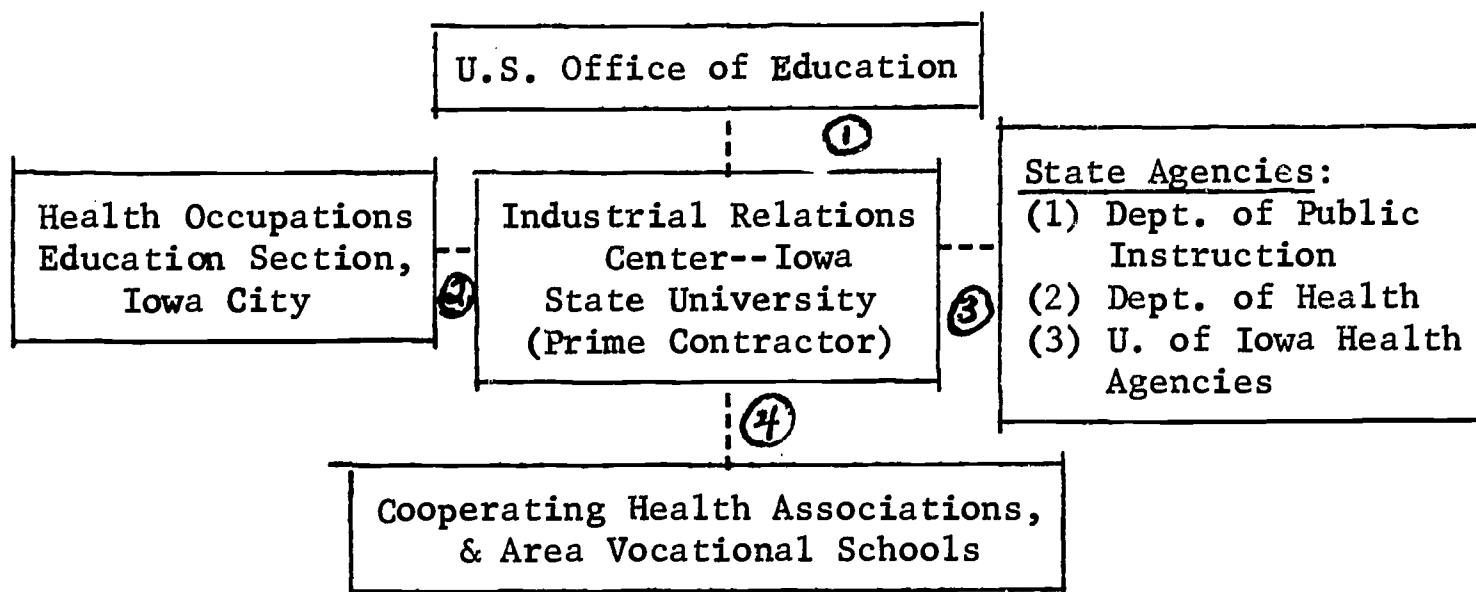 U.S. Office of Education
①
Health Occupations
Education Section,
Iowa City
②
Industrial Relations
Center--Iowa
State University
(Prime Contractor)
③
State Agencies:
(1) Dept. of Public
Instruction
(2) Dept. of Health
(3) U. of Iowa Health
Agencies
④
Cooperating Health Associations,
& Area Vocational Schools